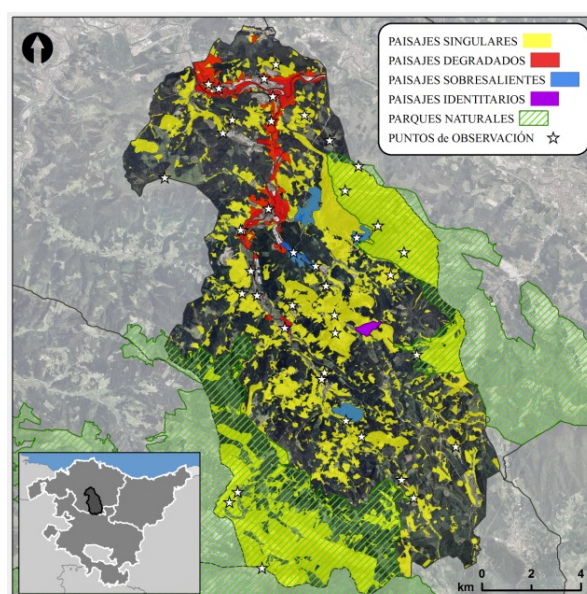 PAISAJES SINGULARES
PAISAJES DEGRADADOS
PAISAJES SOBRESALIENTES
PAISAJES IDENTITARIOS
PARQUES NATURALES
PUNTOS de OBSERVACIÓN
0 2 4
km